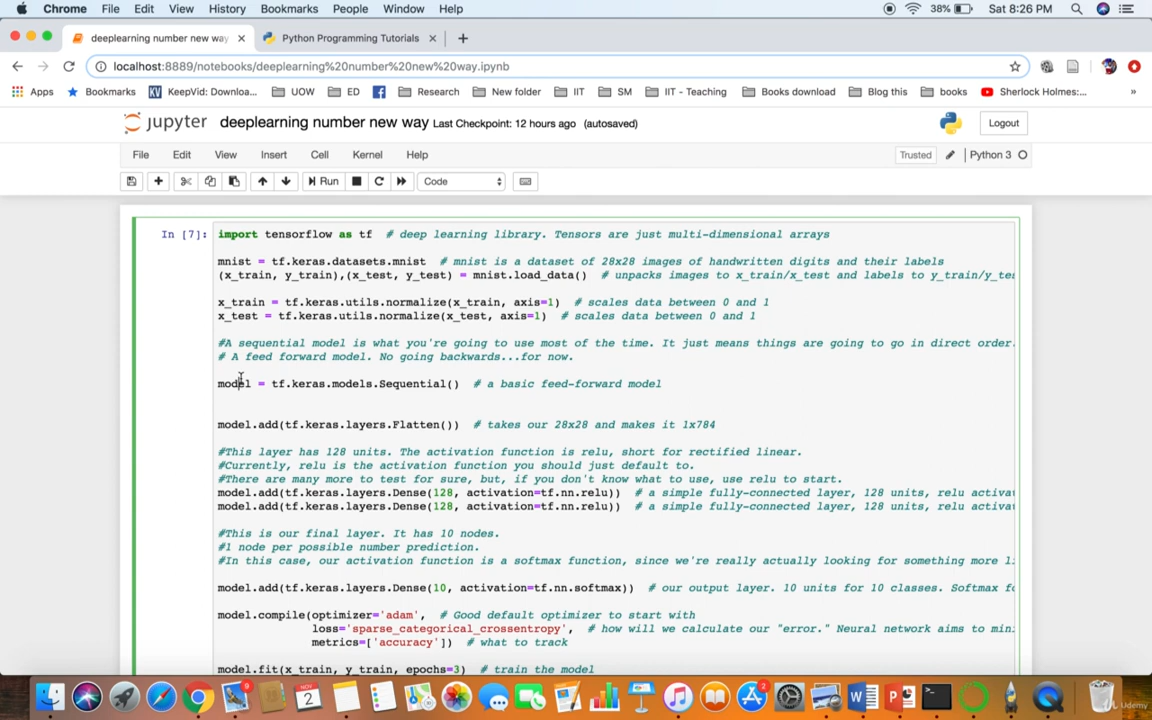 Chrome File Edit View History Bookmarks People Window Help 38% Sat 8:26 PM
deeplearning number new way Python Programming Tutorials
localhost:8889/notebooks/deeplearning%20number%20new%20way.ipynb
Apps Bookmarks KeepVid: Downloa... UOW ED Research New folder IIT SM IIT - Teaching Books download Blog this books Sherlock Holmes:... »
jupyter deeplearning number new way Last Checkpoint: 12 hours ago (autosaved) Logout
File Edit View Insert Cell Kernel Help Trusted Python 3
Run Code
In [7]: import tensorflow as tf # deep learning library. Tensors are just multi-dimensional arrays
mnist = tf.keras.datasets.mnist # mnist is a dataset of 28x28 images of handwritten digits and their labels
(x_train, y_train),(x_test, y_test) = mnist.load_data() # unpacks images to x_train/x_test and labels to y_train/y_tes
x_train = tf.keras.utils.normalize(x_train, axis=1) # scales data between 0 and 1
x_test = tf.keras.utils.normalize(x_test, axis=1) # scales data between 0 and 1
#A sequential model is what you're going to use most of the time. It just means things are going to go in direct order.
# A feed forward model. No going backwards...for now.
model = tf.keras.models.Sequential() # a basic feed-forward model
model.add(tf.keras.layers.Flatten()) # takes our 28x28 and makes it 1x784
#This layer has 128 units. The activation function is relu, short for rectified linear.
#Currently, relu is the activation function you should just default to.
#There are many more to test for sure, but, if you don't know what to use, use relu to start.
model.add(tf.keras.layers.Dense(128, activation=tf.nn.relu)) # a simple fully-connected layer, 128 units, relu activa
model.add(tf.keras.layers.Dense(128, activation=tf.nn.relu)) # a simple fully-connected layer, 128 units, relu activa
#This is our final layer. It has 10 nodes.
#1 node per possible number prediction.
#In this case, our activation function is a softmax function, since we're really actually looking for something more li
model.add(tf.keras.layers.Dense(10, activation=tf.nn.softmax)) # our output layer. 10 units for 10 classes. Softmax fo
model.compile(optimizer='adam', # Good default optimizer to start with
loss='sparse_categorical_crossentropy', # how will we calculate our "error." Neural network aims to mini
metrics=['accuracy']) # what to track
model.fit(x_train, y_train, epochs=3) # train the model
NOV
2
9
2
Udemy